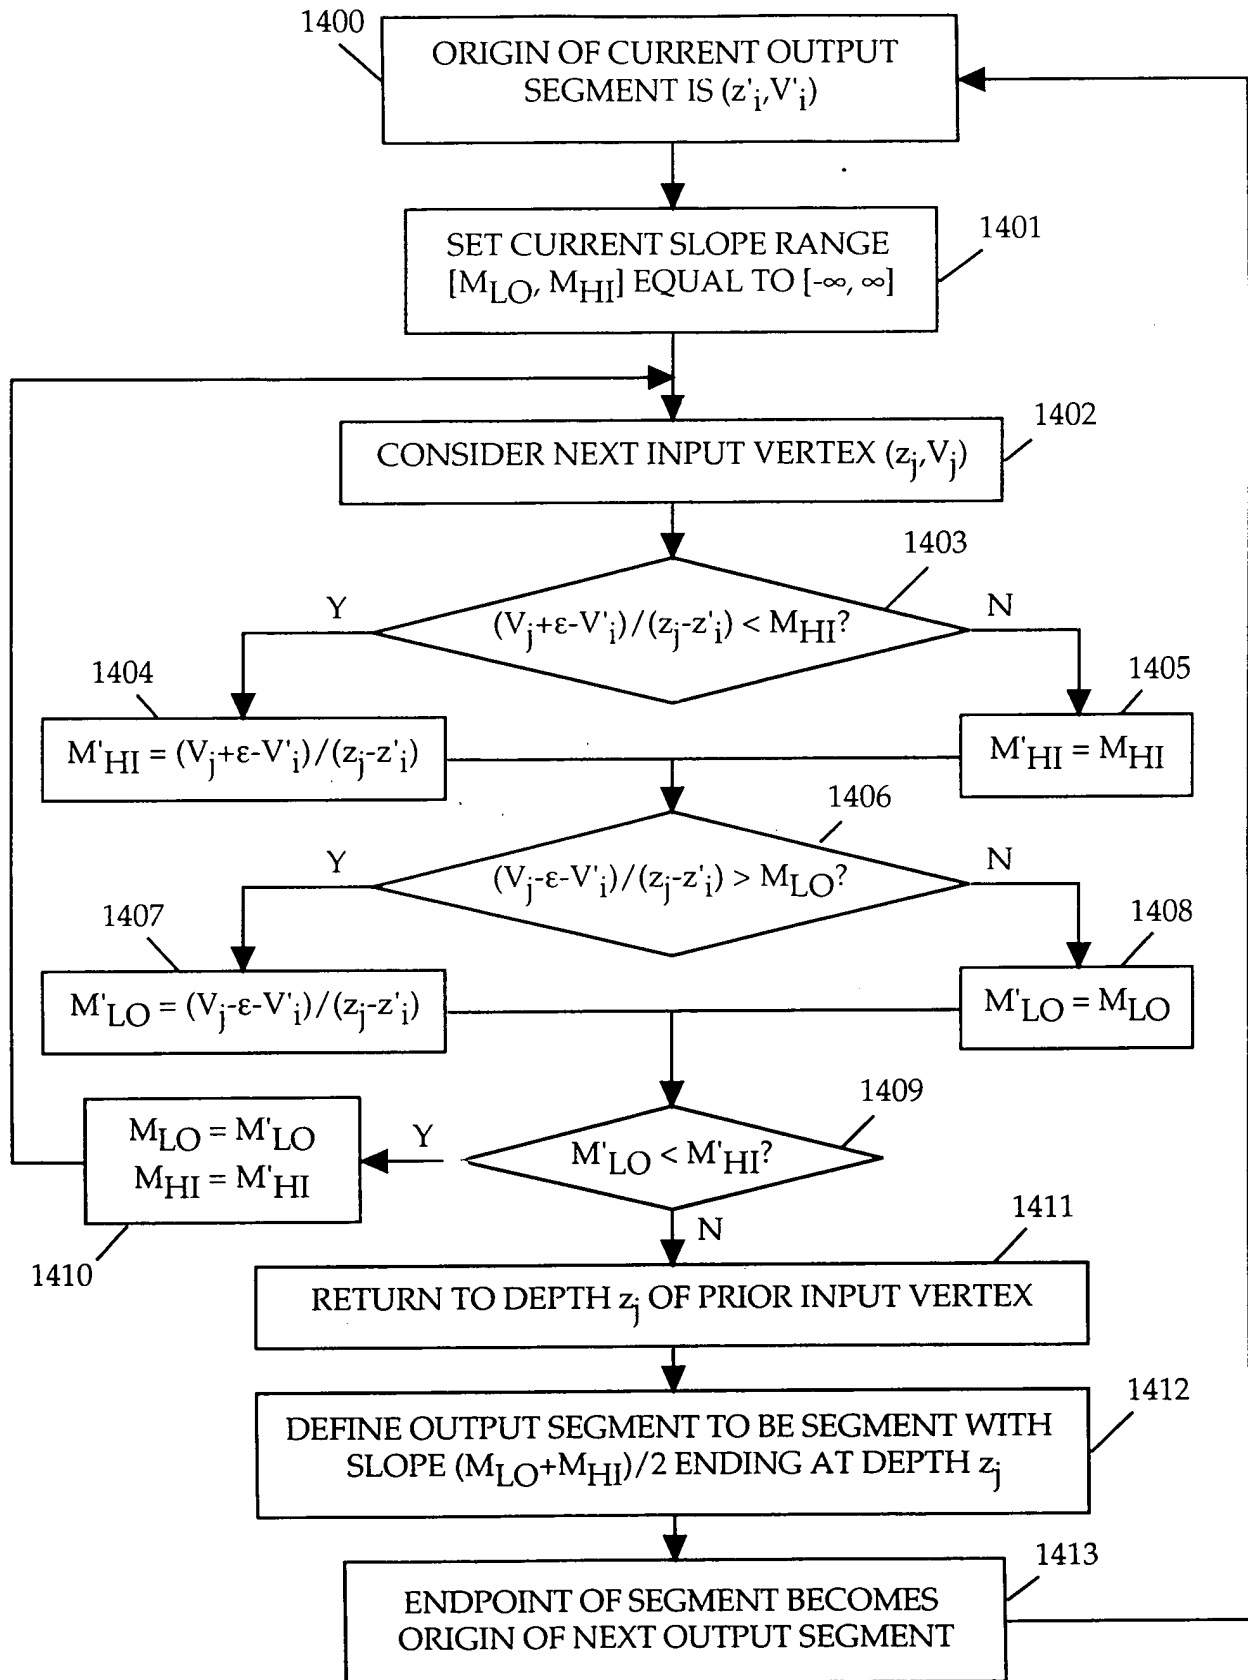 1400
ORIGIN OF CURRENT OUTPUT
SEGMENT IS (z'i,V'i)
1401
SET CURRENT SLOPE RANGE
[MLO, MHI] EQUAL TO [-∞, ∞]
1402
CONSIDER NEXT INPUT VERTEX (zj,Vj)
1403
Y
N
(Vj+ε-V'i)/(zj-z'i) < MHI?
1404
1405
M'HI = (Vj+ε-V'i)/(zj-z'i)
M'HI = MHI
1406
Y
N
(Vj-ε-V'i)/(zj-z'i) > MLO?
1407
1408
M'LO = (Vj-ε-V'i)/(zj-z'i)
M'LO = MLO
1409
MLO = M'LO
MHI = M'HI
Y
M'LO < M'HI?
1410
N
1411
RETURN TO DEPTH zj OF PRIOR INPUT VERTEX
1412
DEFINE OUTPUT SEGMENT TO BE SEGMENT WITH
SLOPE (MLO+MHI)/2 ENDING AT DEPTH zj
1413
ENDPOINT OF SEGMENT BECOMES
ORIGIN OF NEXT OUTPUT SEGMENT